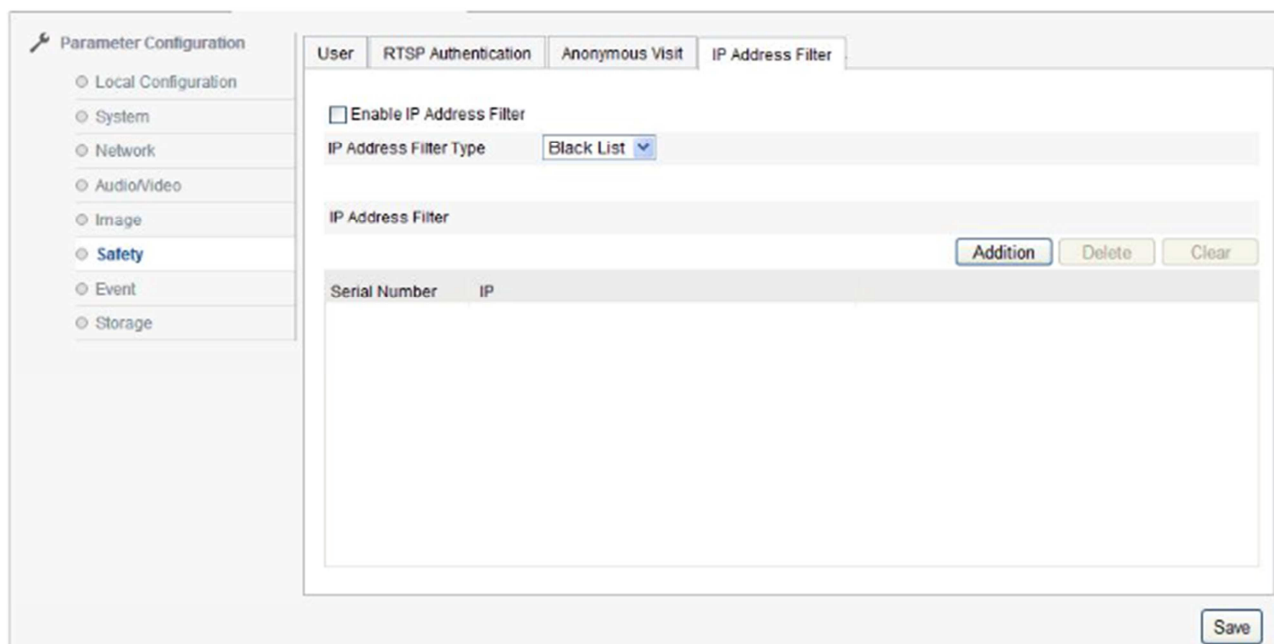 Parameter Configuration
Local Configuration
System
Network
Audio/Video
Image
Safety
Event
Storage
User RTSP Authentication Anonymous Visit IP Address Filter
Enable IP Address Filter
IP Address Filter Type Black List
IP Address Filter
Addition Delete Clear
Serial Number IP
Save